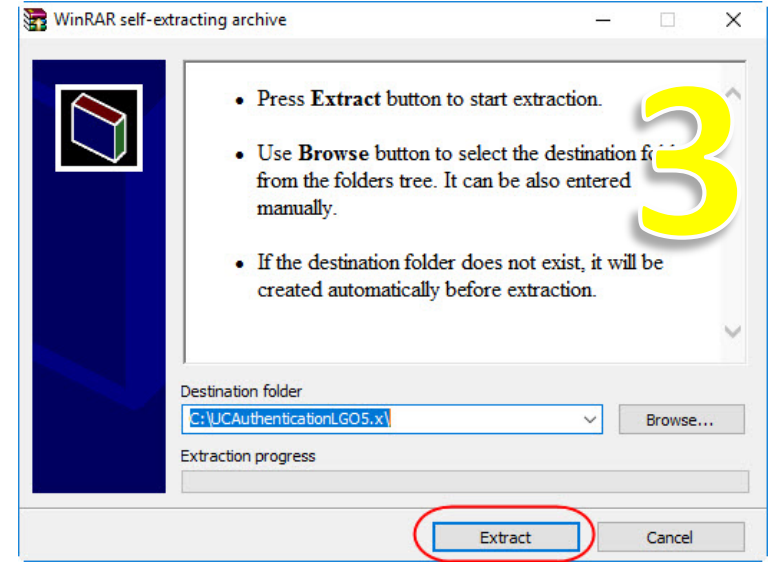 WinRAR self-extracting archive
• Press Extract button to start extraction.
3
• Use Browse button to select the destination
from the folders tree. It can be also entered
manually.
• If the destination folder does not exist, it will be
created automatically before extraction.
Destination folder
C:\UCAuthenticationLGO5.x\
Browse...
Extraction progress
Extract
Cancel